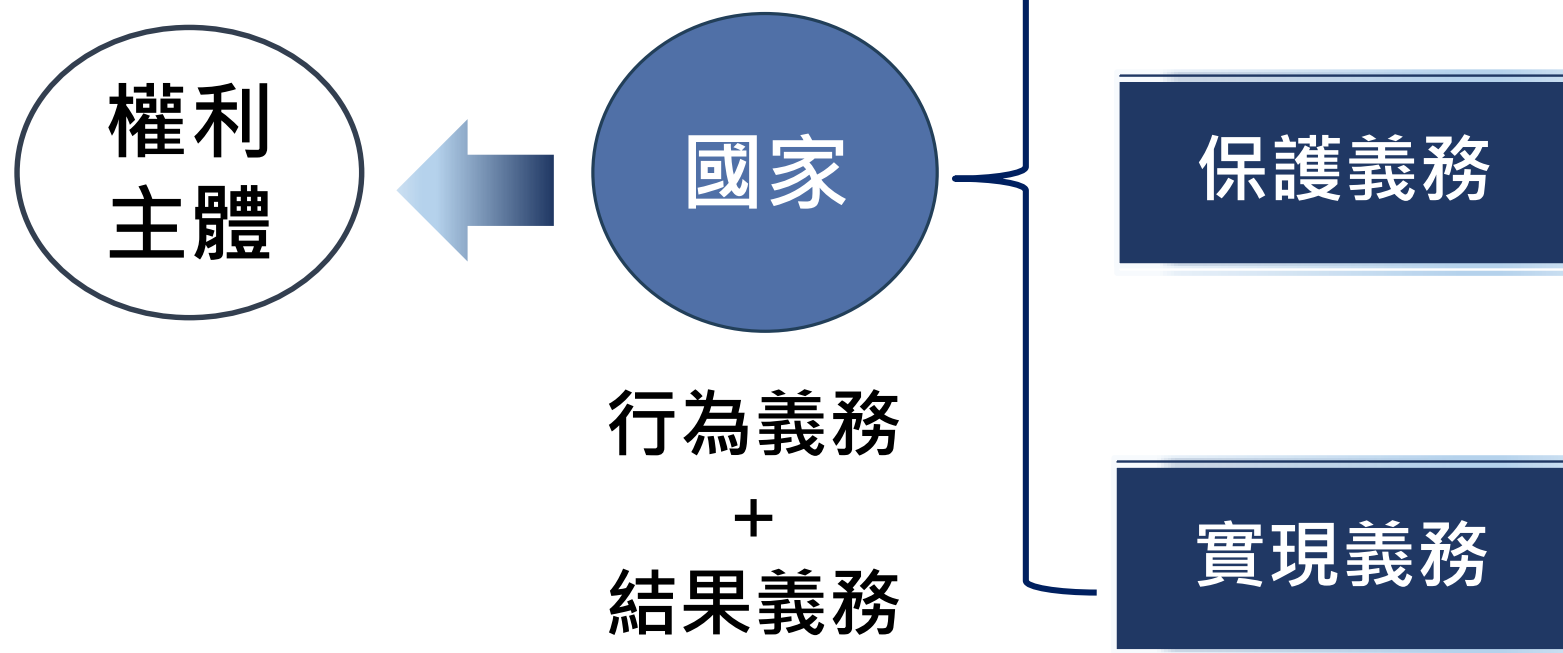 權利
主體
國家
行為義務
+
結果義務
保護義務
實現義務